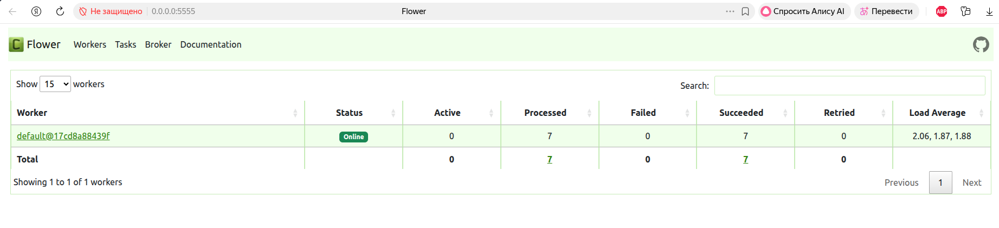 Не защищено 0.0.0.0:5555 Flower Спросить Алису AI Перевести ABP
C Flower Workers Tasks Broker Documentation
Show 15 workers Search:
Worker Status Active Processed Failed Succeeded Retried Load Average
default@17cd8a88439f Online 0 7 0 7 0 2.06, 1.87, 1.88
Total 0 7 0 7 0
Showing 1 to 1 of 1 workers Previous 1 Next